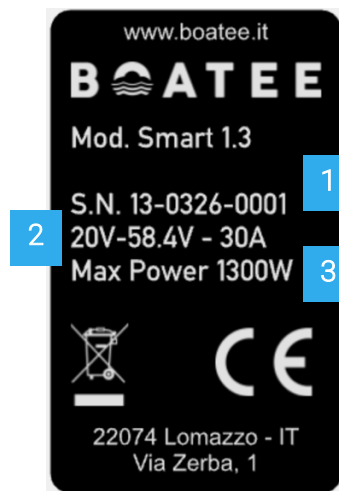 www.boatee.it
BOATEE
Mod. Smart 1.3
1
S.N. 13-0326-0001
2
20V-58.4V - 30A
Max Power 1300W
3
CE
22074 Lomazzo - IT
Via Zerba, 1